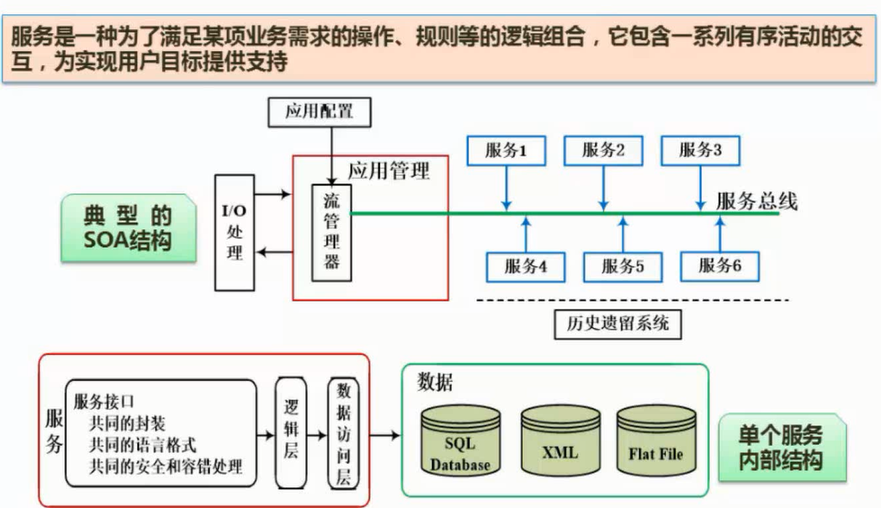 服务是一种为了满足某项业务需求的操作、规则等的逻辑组合，它包含一系列有序活动的交
互，为实现用户目标提供支持
应用配置
典型的
SOA结构
I/O
处
理
应用管理
流
管
理
器
服务1
服务2
服务3
服务总线
服务4
服务5
服务6
历史遗留系统
服
务
服务接口
共同的封装
共同的语言格式
共同的安全和容错处理
逻
辑
层
数
据
访
问
层
数据
SQL
Database
XML
Flat File
单个服务
内部结构